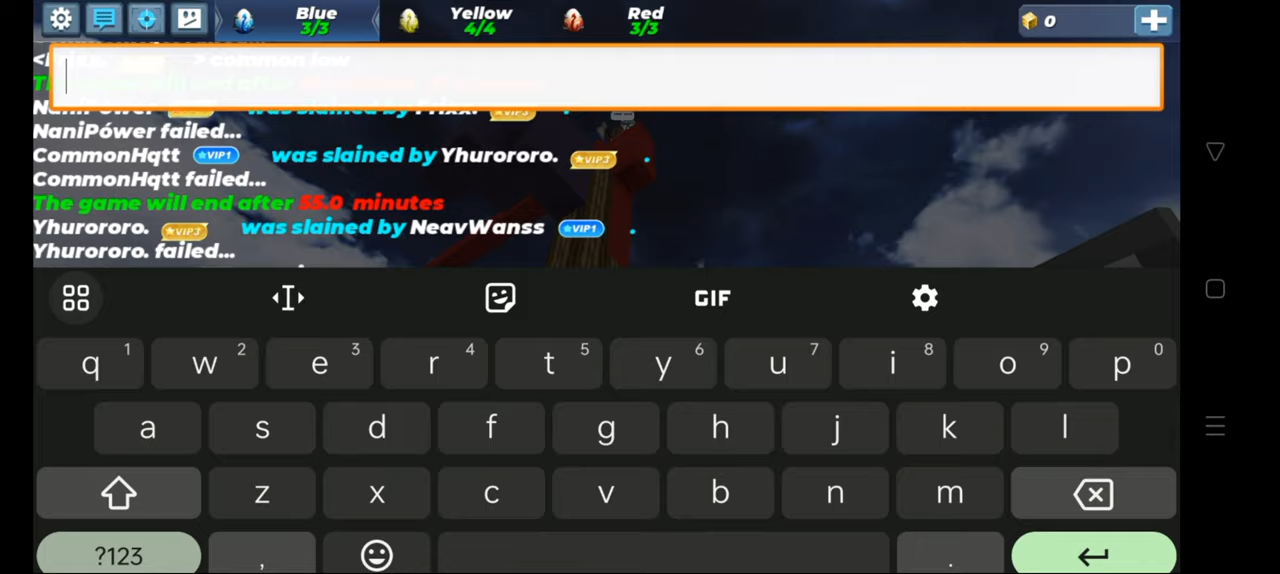 Blue
3/3
Yellow
4/4
Red
3/3
0
> common low
VIP3
NaniPówer failed...
CommonHqtt VIP1 was slained by Yhurororo. VIP3 .
CommonHqtt failed...
The game will end after 55.0 minutes
Yhurororo. VIP3 was slained by NeavWanss VIP1 .
Yhurororo. failed...
GIF
q 1 w 2 e 3 r 4 t 5 y 6 u 7 i 8 o 9 p 0
a s d f g h j k l
z x c v b n m
?123 , .